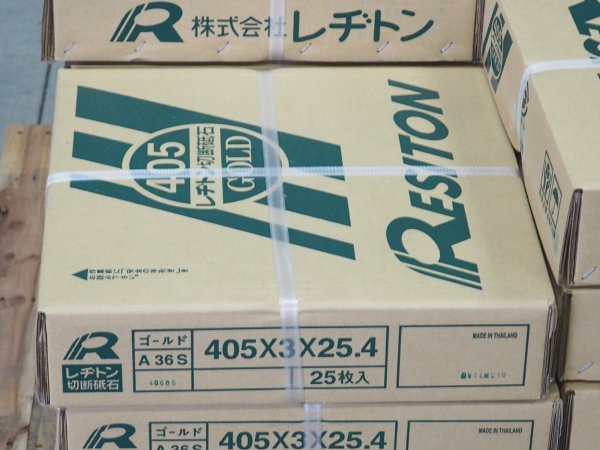 株式会社レヂトン
405
レヂトン切断砥石
GOLD
RESITON
レヂトン
切断砥石
ゴールド
A 36 S
405X3X25.4
25枚入
MADE IN THAILAND
ゴールド
A 36 S
405X3X25.4
MADE IN THAILAND